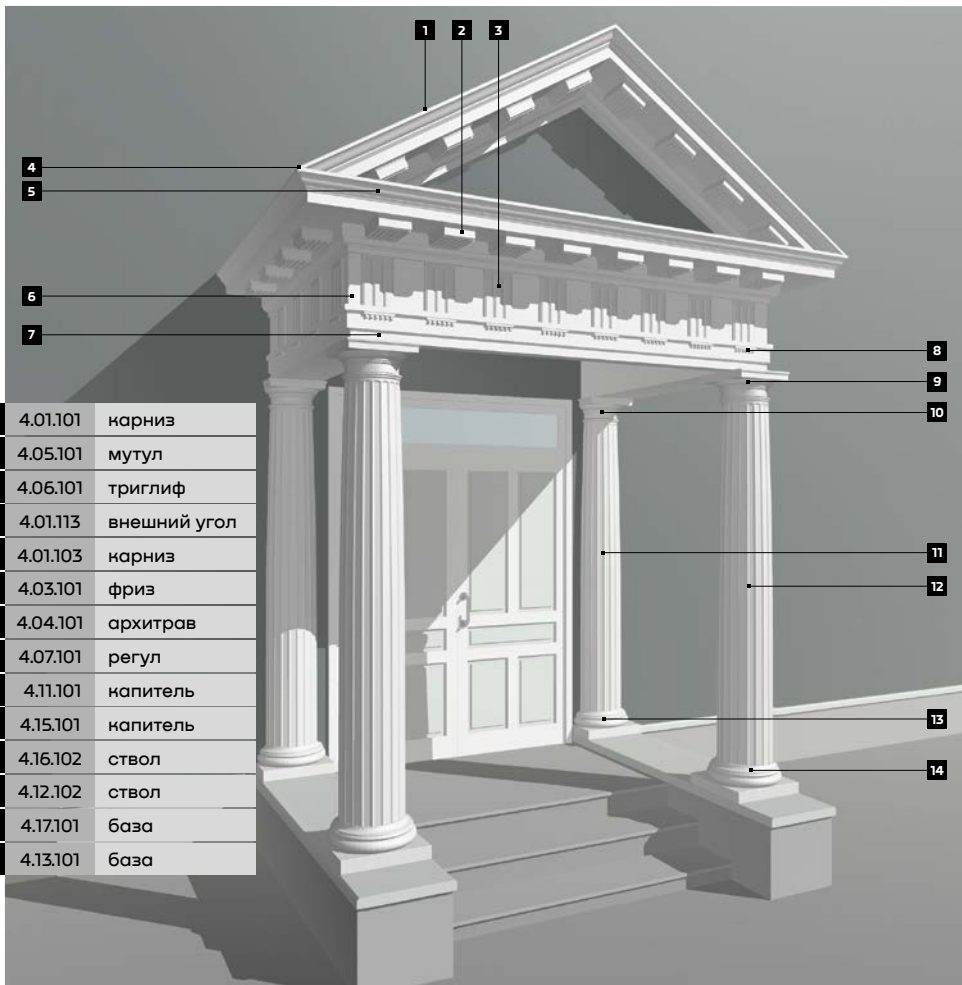 1 2 3
4
5
6
7
8
9
10
11
12
13
14
4.01.101 карниз
4.05.101 мутул
4.06.101 триглиф
4.01.113 внешний угол
4.01.103 карниз
4.03.101 фриз
4.04.101 архитрав
4.07.101 регул
4.11.101 капитель
4.15.101 капитель
4.16.102 ствол
4.12.102 ствол
4.17.101 база
4.13.101 база